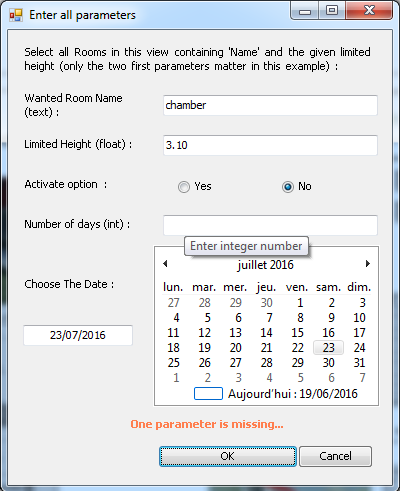 Enter all parameters
Select all Rooms in this view containing 'Name' and the given limited
height (only the two first parameters matter in this example) :
Wanted Room Name
(text) :
chamber
Limited Height (float) :
3.10
Activate option :
Yes
No
Number of days (int) :
Enter integer number
Choose The Date :
23/07/2016
juillet 2016
lun. mar. mer. jeu. ven. sam. dim.
27 28 29 30 1 2 3
4 5 6 7 8 9 10
11 12 13 14 15 16 17
18 19 20 21 22 23 24
25 26 27 28 29 30 31
1 2 3 4 5 6 7
Aujourd'hui : 19/06/2016
One parameter is missing...
OK
Cancel